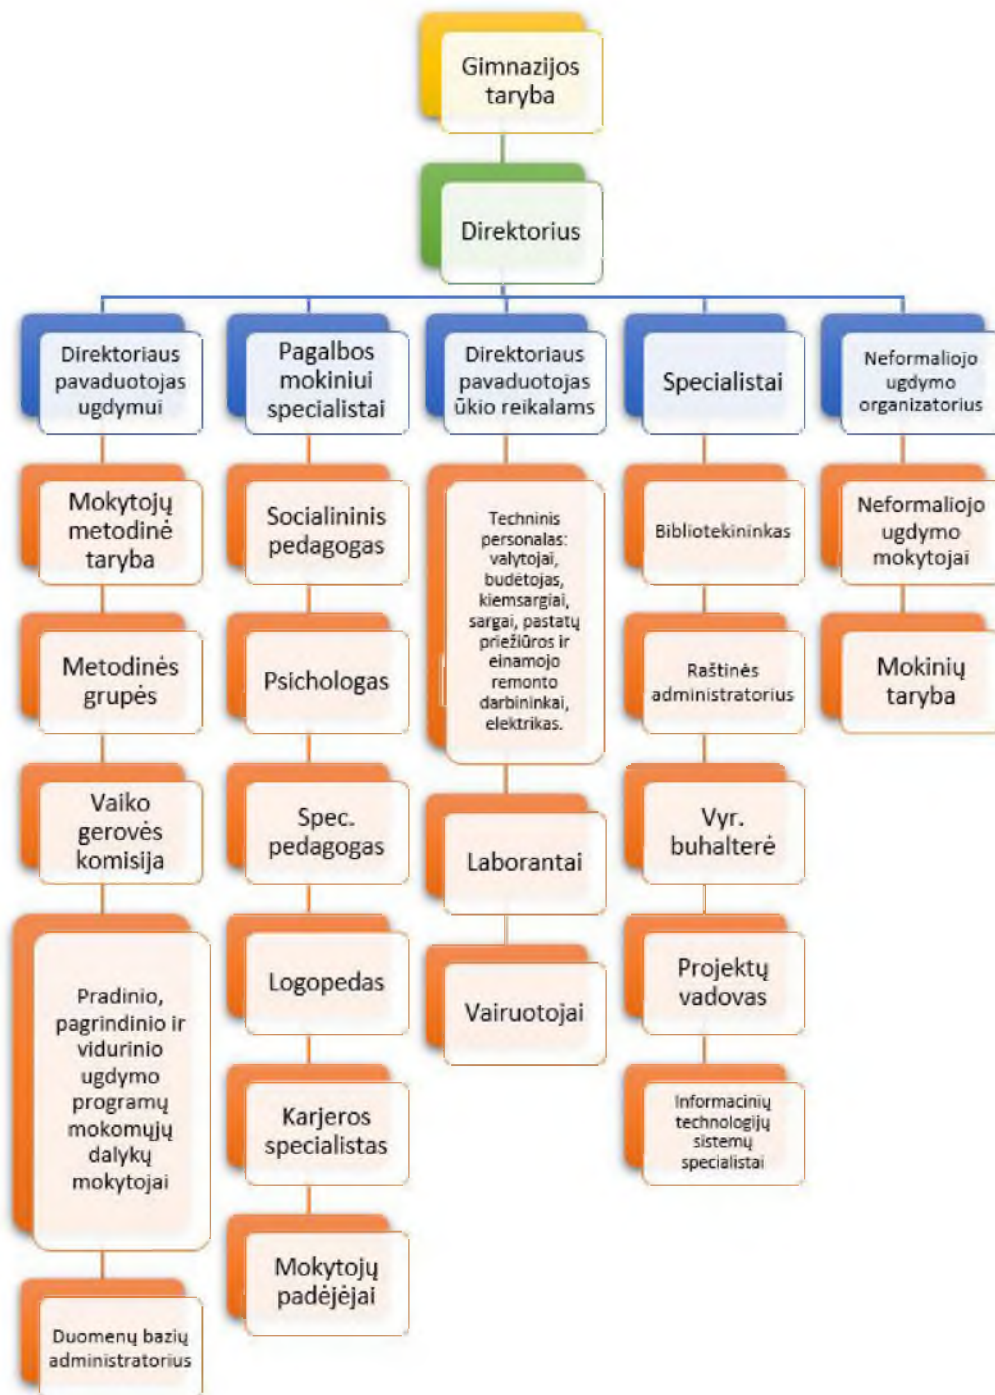 Gimnazijos
taryba
Direktorius
Direktoriaus
pavaduotojas
ugdymui
Mokytojų
metodinė
taryba
Metodinės
grupės
Vaiko
gerovės
komisija
Pradinio,
pagrindinio ir
vidurinio
ugdymo
programų
mokomųjų
dalykų
mokytojai
Duomenų bazių
administratorius
Pagalbos
mokiniui
specialistai
Socialininis
pedagogas
Psichologas
Spec.
pedagogas
Logopedas
Karjeros
specialistas
Mokytojų
padėjėjai
Direktoriaus
pavaduotojas
ūkio reikalams
Techninis
personalas:
valytojai,
budėtojas,
kiemsargiai,
sargai, pastatų
priežiūros ir
einamojo
remonto
darbininkai,
elektrikas.
Laborantai
Vairuotojai
Specialistai
Bibliotekininkas
Raštinės
administratorius
Vyr.
buhalterė
Projektų
vadovas
Informacinių
technologijų
sistemų
specialistai
Neformaliojo
ugdymo
organizatorius
Neformaliojo
ugdymo
mokytojai
Mokinių
taryba